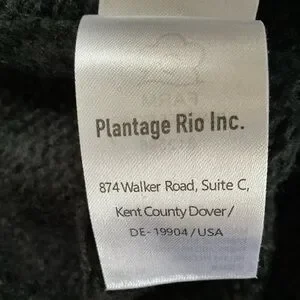 Plantage Rio Inc.
874 Walker Road, Suite C,
Kent County Dover /
DE- 19904 / USA